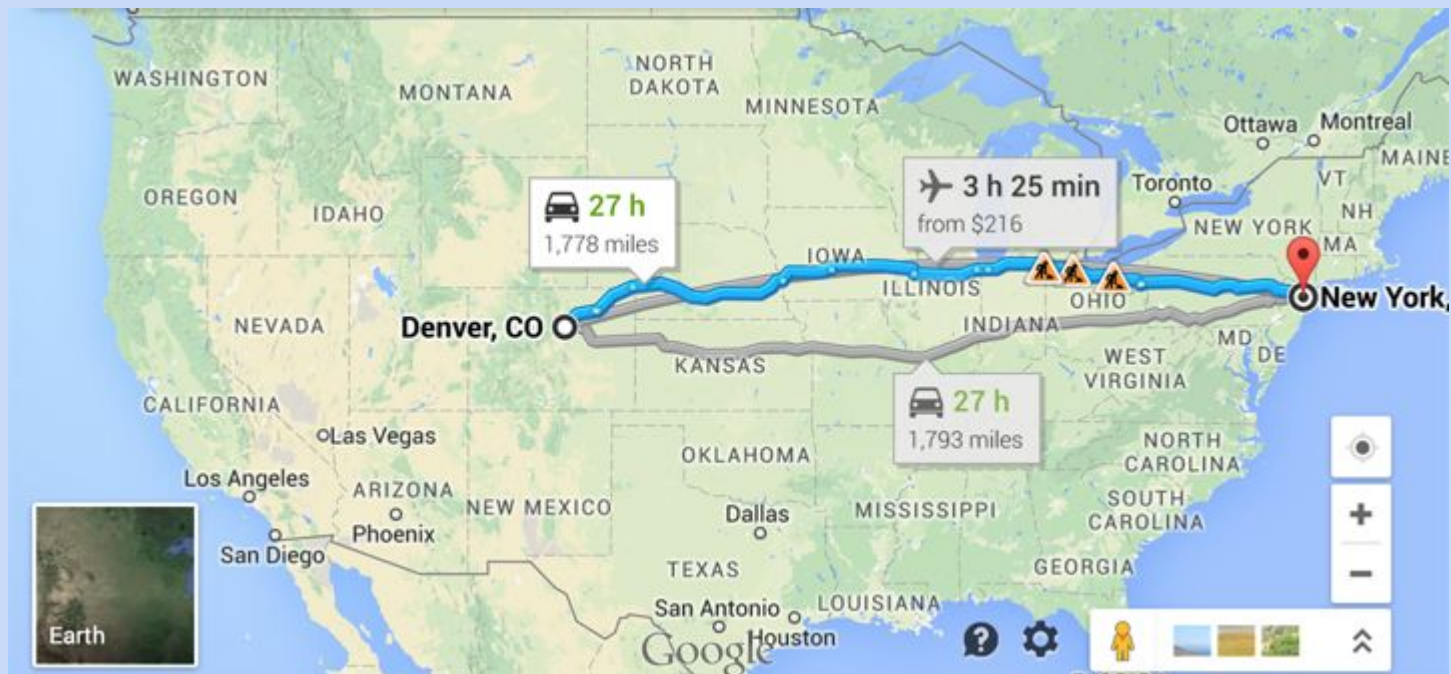 WASHINGTON
MONTANA
NORTH
DAKOTA
MINNESOTA
Ottawa
Montreal
MAINE
OREGON
IDAHO
27 h
1,778 miles
3 h 25 min
from $216
Toronto
VT
NH
NEW YORK
MA
IOWA
ILLINOIS
OHIO
New York,
Denver, CO
NEVADA
KANSAS
INDIANA
MD
DE
WEST
VIRGINIA
27 h
1,793 miles
CALIFORNIA
Las Vegas
OKLAHOMA
NORTH
CAROLINA
Los Angeles
ARIZONA
NEW MEXICO
Phoenix
San Diego
Dallas
MISSISSIPPI
SOUTH
CAROLINA
TEXAS
GEORGIA
San Antonio
LOUISIANA
Houston
Google
Earth